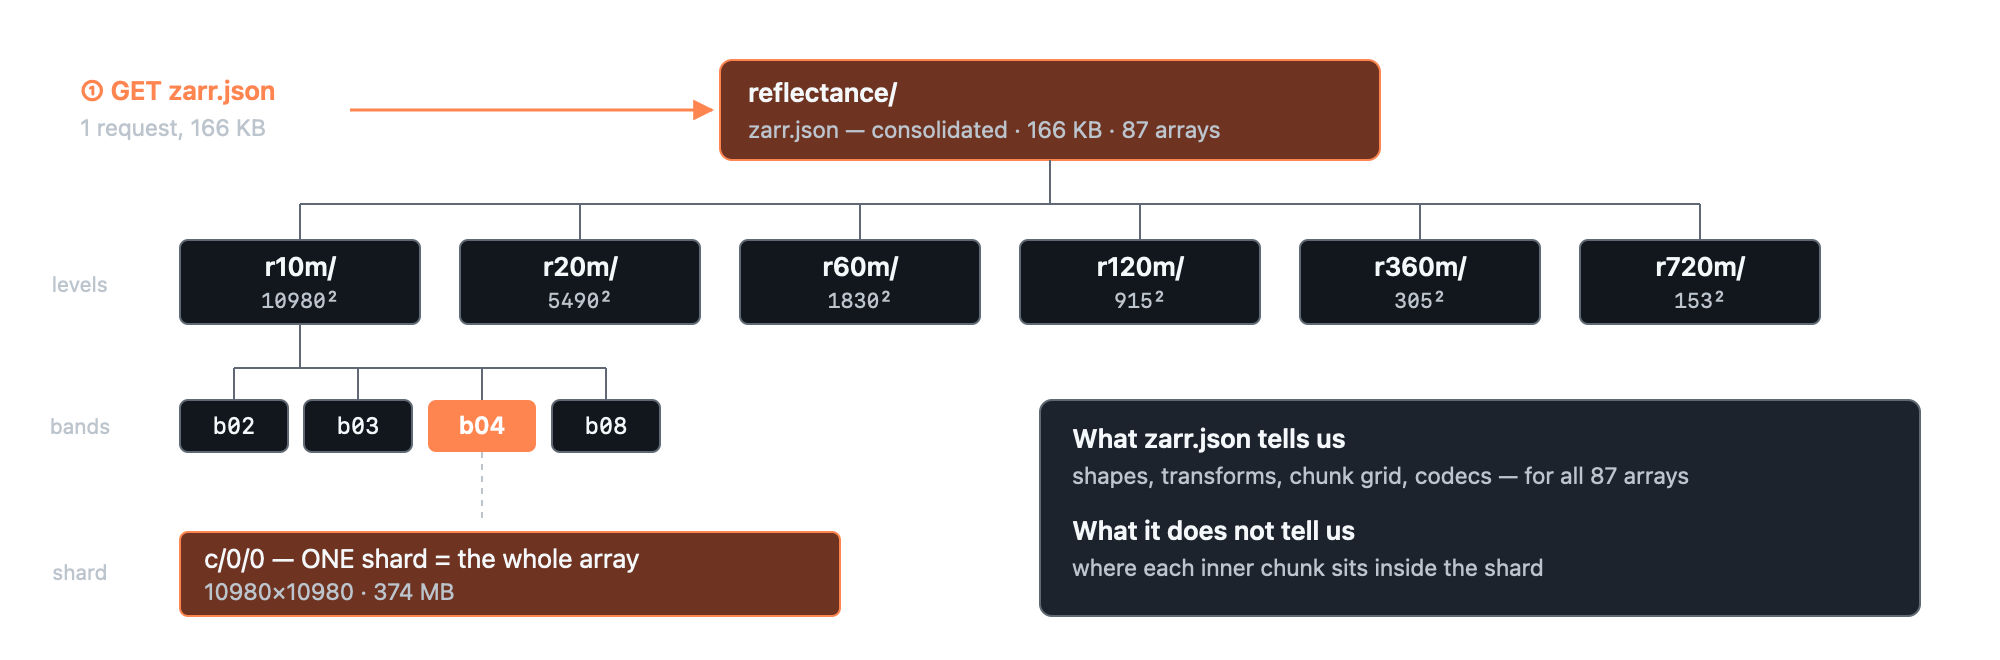 ① GET zarr.json
1 request, 166 KB
reflectance/
zarr.json — consolidated · 166 KB · 87 arrays
levels
r10m/
10980²
r20m/
5490²
r60m/
1830²
r120m/
915²
r360m/
305²
r720m/
153²
bands
b02
b03
b04
b08
shard
c/0/0 — ONE shard = the whole array
10980×10980 · 374 MB
What zarr.json tells us
shapes, transforms, chunk grid, codecs — for all 87 arrays
What it does not tell us
where each inner chunk sits inside the shard